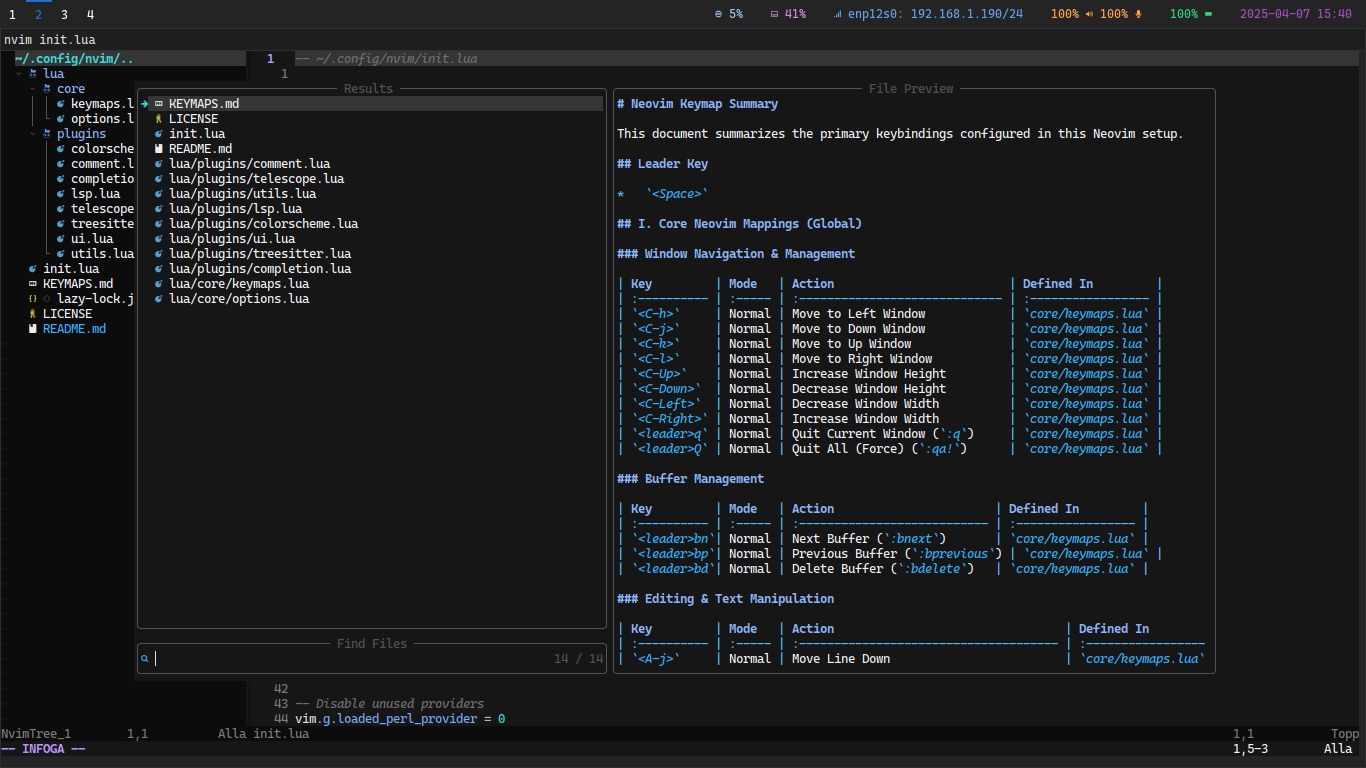 1 2 3 4 5% 41% enp12s0: 192.168.1.190/24 100% 100% 100% 2025-04-07 15:40
nvim init.lua
~/.config/nvim/..
lua
core
keymaps.l
options.l
plugins
colorsche
comment.l
completio
lsp.lua
telescope
treesitte
ui.lua
utils.lua
init.lua
KEYMAPS.md
lazy-lock.j
LICENSE
README.md
1 -- ~/.config/nvim/init.lua
1
Results
KEYMAPS.md
LICENSE
init.lua
README.md
lua/plugins/comment.lua
lua/plugins/telescope.lua
lua/plugins/utils.lua
lua/plugins/lsp.lua
lua/plugins/colorscheme.lua
lua/plugins/ui.lua
lua/plugins/treesitter.lua
lua/plugins/completion.lua
lua/core/keymaps.lua
lua/core/options.lua
Find Files
14 / 14
File Preview
# Neovim Keymap Summary
This document summarizes the primary keybindings configured in this Neovim setup.
## Leader Key
*   `<Space>`
## I. Core Neovim Mappings (Global)
### Window Navigation & Management
| Key        | Mode   | Action                        | Defined In         |
| :---------- | :----- | :----------------------------- | :----------------- |
| `<C-h>`     | Normal | Move to Left Window            | `core/keymaps.lua` |
| `<C-j>`     | Normal | Move to Down Window            | `core/keymaps.lua` |
| `<C-k>`     | Normal | Move to Up Window              | `core/keymaps.lua` |
| `<C-l>`     | Normal | Move to Right Window           | `core/keymaps.lua` |
| `<C-Up>`    | Normal | Increase Window Height         | `core/keymaps.lua` |
| `<C-Down>`  | Normal | Decrease Window Height         | `core/keymaps.lua` |
| `<C-Left>`  | Normal | Decrease Window Width          | `core/keymaps.lua` |
| `<C-Right>` | Normal | Increase Window Width          | `core/keymaps.lua` |
| `<leader>q` | Normal | Quit Current Window (`:q`)     | `core/keymaps.lua` |
| `<leader>Q` | Normal | Quit All (Force) (`:qa!`)      | `core/keymaps.lua` |
### Buffer Management
| Key         | Mode   | Action                      | Defined In         |
| :---------- | :----- | :--------------------------- | :----------------- |
| `<leader>bn`| Normal | Next Buffer (`:bnext`)       | `core/keymaps.lua` |
| `<leader>bp`| Normal | Previous Buffer (`:bprevious`) | `core/keymaps.lua` |
| `<leader>bd`| Normal | Delete Buffer (`:bdelete`)   | `core/keymaps.lua` |
### Editing & Text Manipulation
| Key         | Mode   | Action                                 | Defined In
| :---------- | :----- | :------------------------------------- | :-----------------
| `<A-j>`     | Normal | Move Line Down                         | `core/keymaps.lua`
42
43 -- Disable unused providers
44 vim.g.loaded_perl_provider = 0
NvimTree_1 1,1 Alla init.lua 1,1 Topp
-- INFOGA -- 1,5-3 Alla